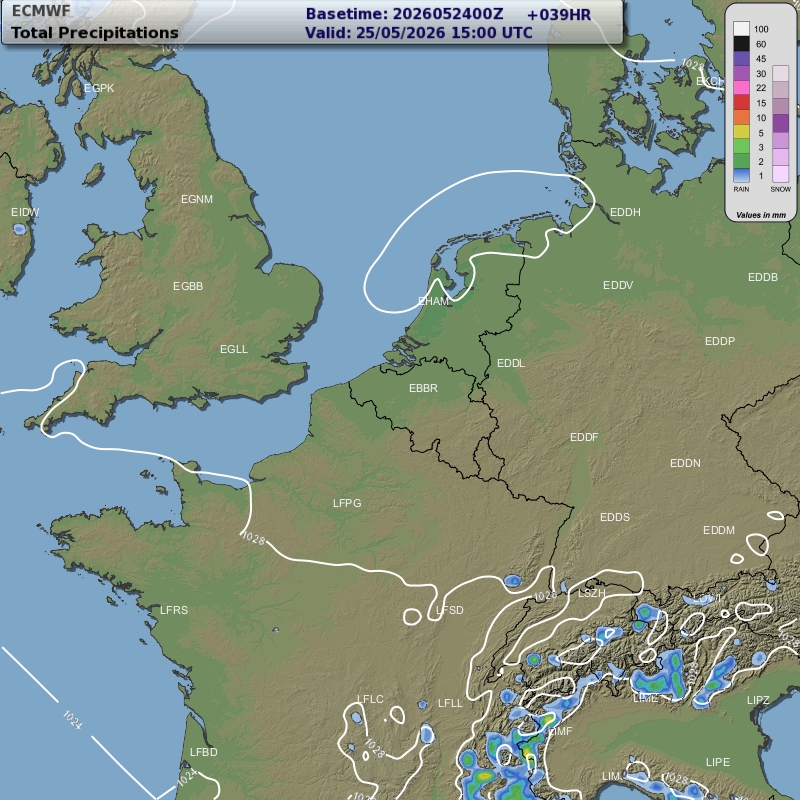 ECMWF
Total Precipitations
Basetime: 2026052400Z +039HR
Valid: 25/05/2026 15:00 UTC
100
60
45
30
22
15
10
5
3
2
1
RAIN SNOW
Values in mm
1028
1028
EKCH
EGPK
EGNM
EIDW
EDDH
EGBB
EDDV
EDDB
EHAM
EDDP
EGLL
EDDL
EBBR
EDDF
EDDN
LFPG
EDDS
EDDM
1028
1028
LSZH
LFRS
LFSD
LFLC
LFLL
LIPZ
1024
LIMF
1028
LFBD
LIPE
1024
1028